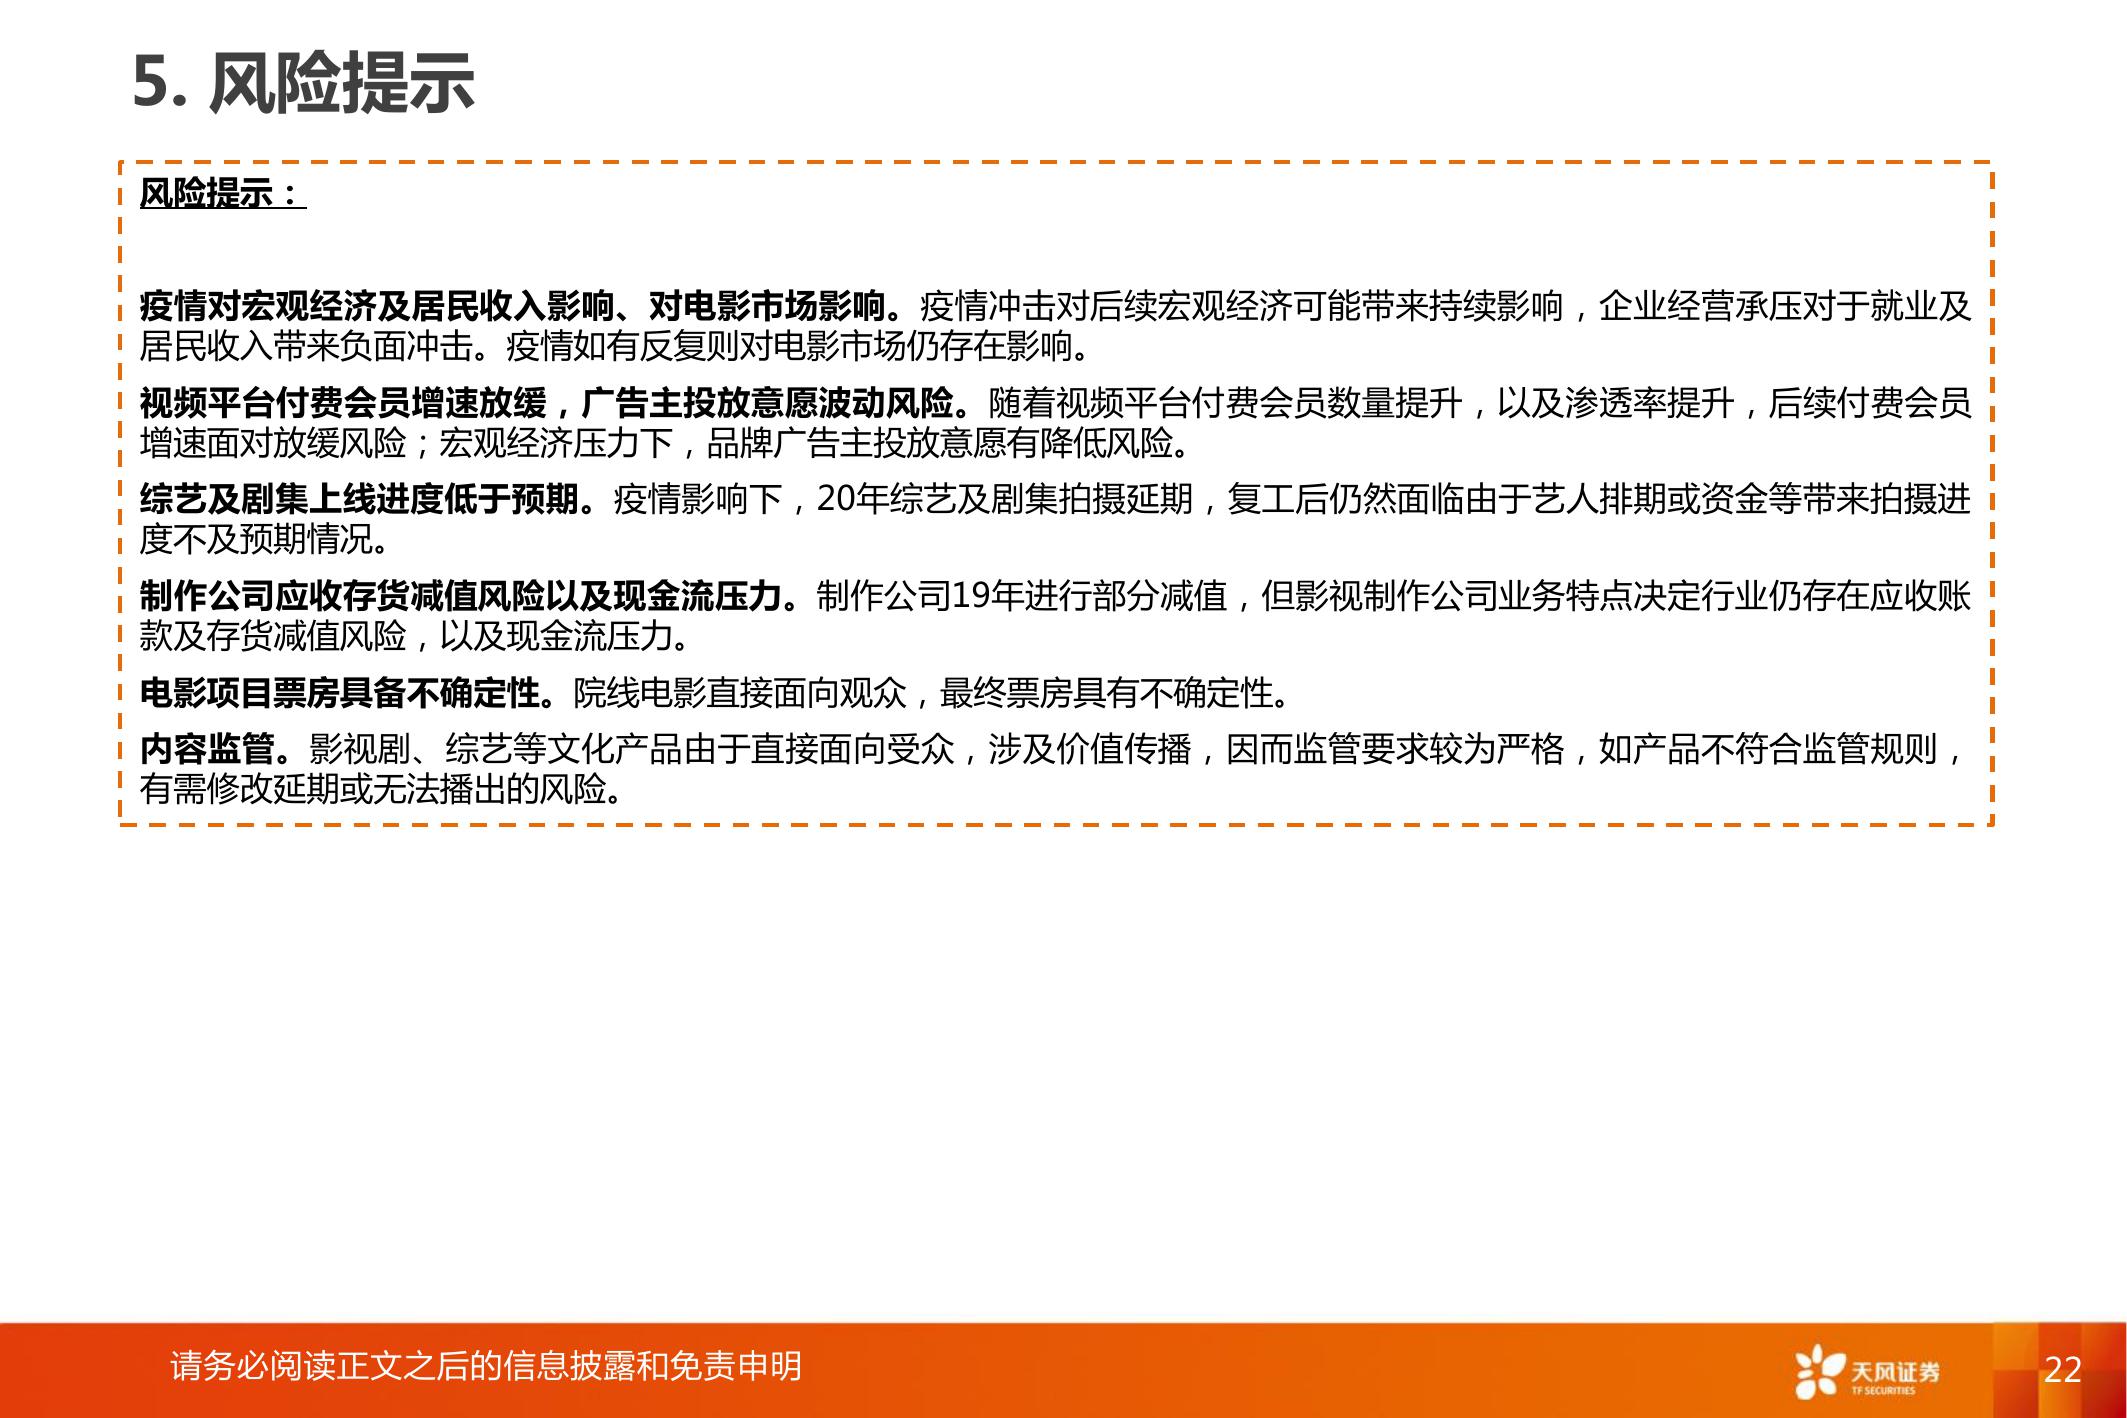 5. 风险提示
风险提示：
疫情对宏观经济及居民收入影响、对电影市场影响。疫情冲击对后续宏观经济可能带来持续影响，企业经营承压对于就业及
居民收入带来负面冲击。疫情如有反复则对电影市场仍存在影响。
视频平台付费会员增速放缓，广告主投放意愿波动风险。随着视频平台付费会员数量提升，以及渗透率提升，后续付费会员
增速面对放缓风险；宏观经济压力下，品牌广告主投放意愿有降低风险。
综艺及剧集上线进度低于预期。疫情影响下，20年综艺及剧集拍摄延期，复工后仍然面临由于艺人排期或资金等带来拍摄进
度不及预期情况。
制作公司应收存货减值风险以及现金流压力。制作公司19年进行部分减值，但影视制作公司业务特点决定行业仍存在应收账
款及存货减值风险，以及现金流压力。
电影项目票房具备不确定性。院线电影直接面向观众，最终票房具有不确定性。
内容监管。影视剧、综艺等文化产品由于直接面向受众，涉及价值传播，因而监管要求较为严格，如产品不符合监管规则，
有需修改延期或无法播出的风险。
请务必阅读正文之后的信息披露和免责申明
天风证券
TF SECURITIES
22